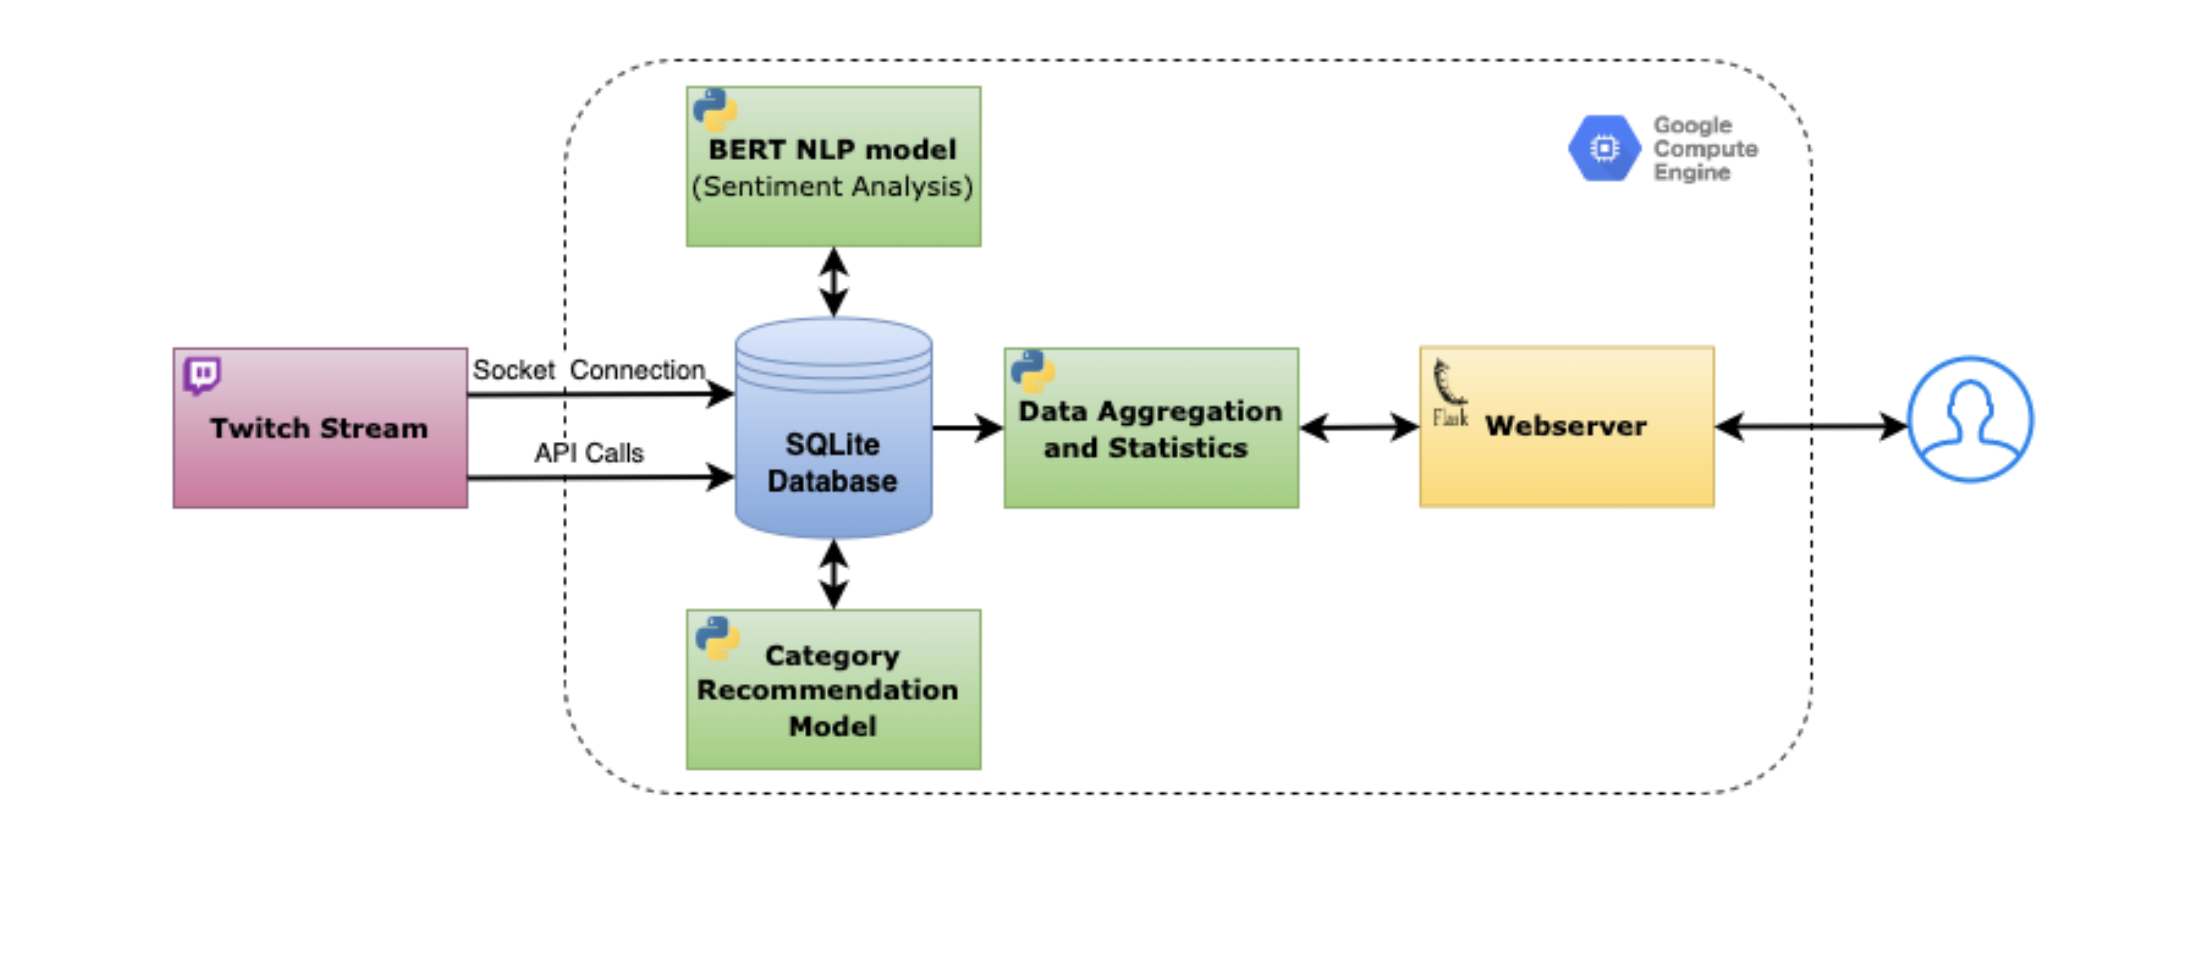 BERT NLP model
(Sentiment Analysis)
Google
Compute
Engine
Twitch Stream
Socket Connection
API Calls
SQLite
Database
Data Aggregation
and Statistics
Flask
Webserver
Category
Recommendation
Model